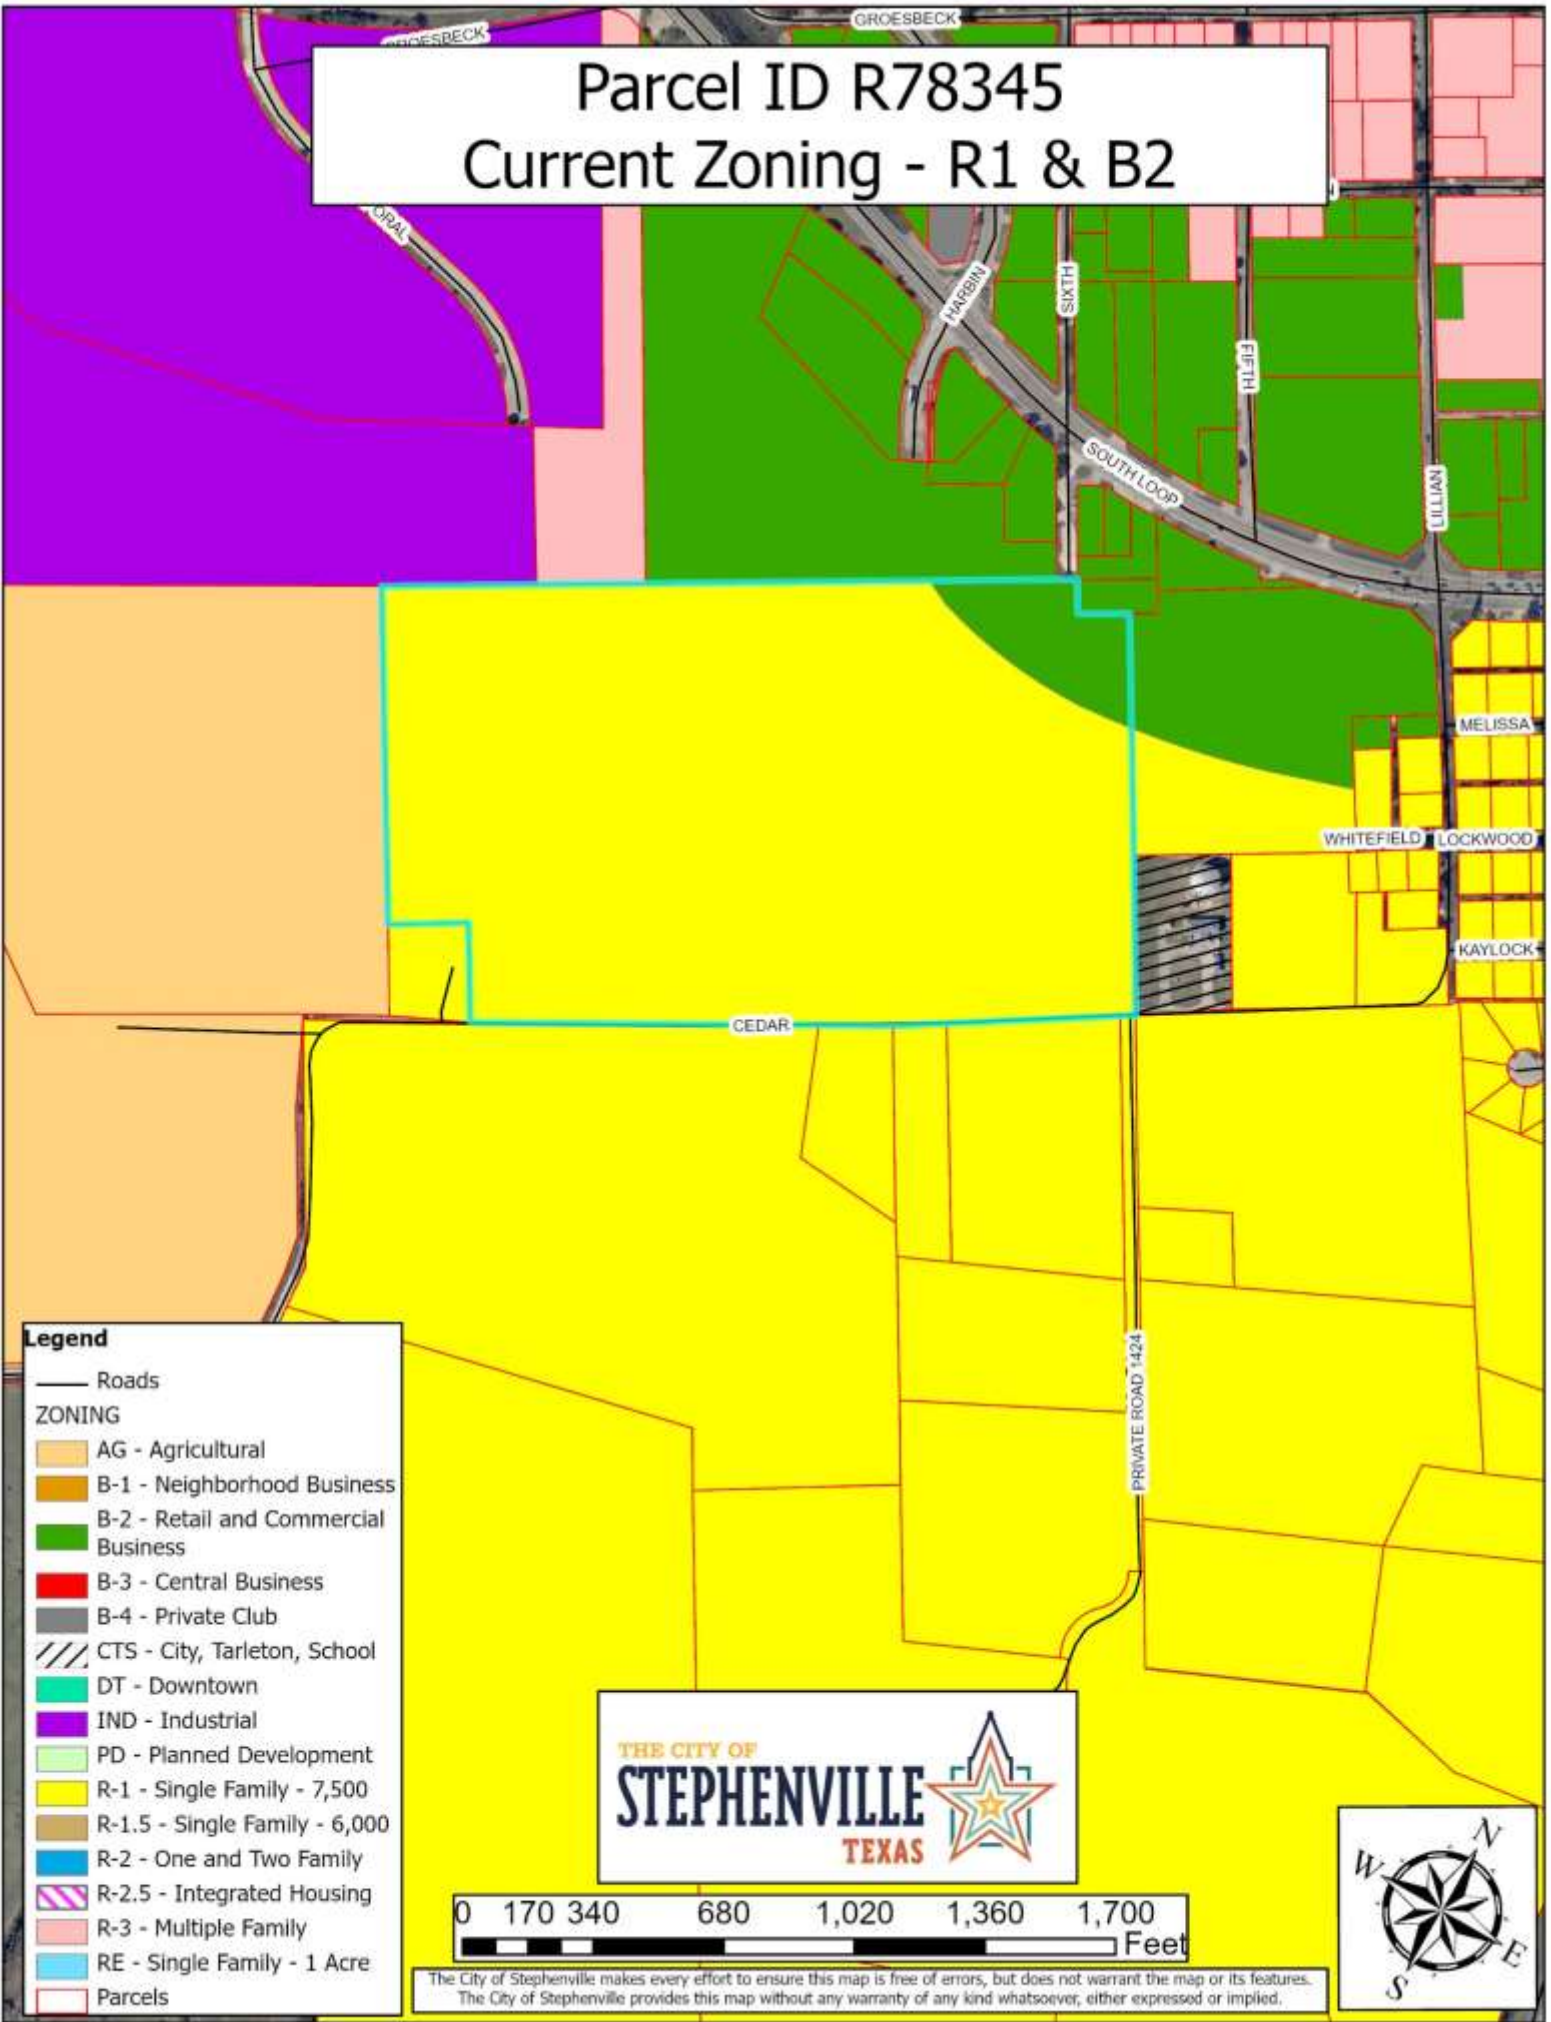 GROESBECK
GROESBECK
Parcel ID R78345
Current Zoning - R1 & B2
HARBIN
SIXTH
FIFTH
SOUTH LOOP
LILLIAN
MELISSA
WHITEFIELD
LOCKWOOD
KAYLOCK
CEDAR
PRIVATE ROAD 1424
Legend
Roads
ZONING
AG - Agricultural
B-1 - Neighborhood Business
B-2 - Retail and Commercial
Business
B-3 - Central Business
B-4 - Private Club
CTS - City, Tarleton, School
DT - Downtown
IND - Industrial
PD - Planned Development
R-1 - Single Family - 7,500
R-1.5 - Single Family - 6,000
R-2 - One and Two Family
R-2.5 - Integrated Housing
R-3 - Multiple Family
RE - Single Family - 1 Acre
Parcels
THE CITY OF
STEPHENVILLE
TEXAS
0 170 340 680 1,020 1,360 1,700
Feet
The City of Stephenville makes every effort to ensure this map is free of errors, but does not warrant the map or its features.
The City of Stephenville provides this map without any warranty of any kind whatsoever, either expressed or implied.
N
W
E
S